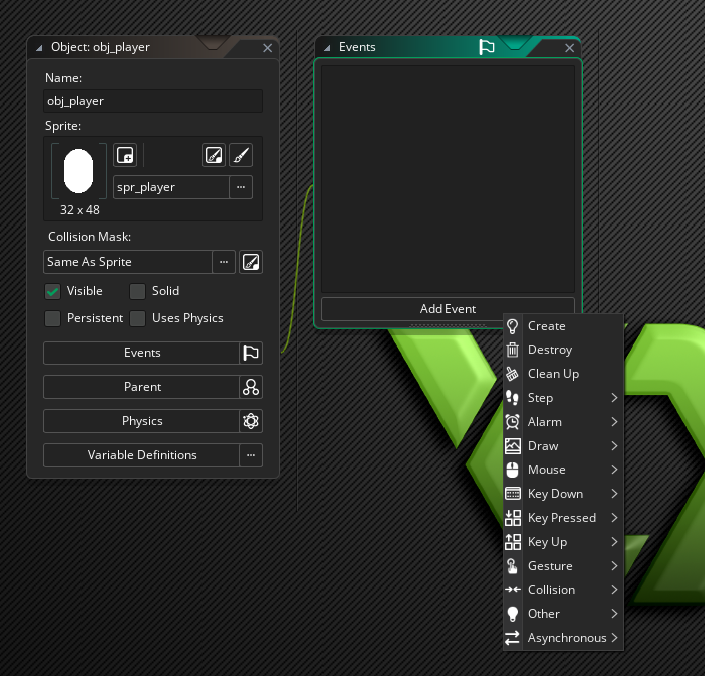 Object: obj_player
Name:
obj_player
Sprite:
spr_player
32 x 48
Collision Mask:
Same As Sprite
Visible
Solid
Persistent
Uses Physics
Events
Parent
Physics
Variable Definitions
Events
Add Event
Create
Destroy
Clean Up
Step
Alarm
Draw
Mouse
Key Down
Key Pressed
Key Up
Gesture
Collision
Other
Asynchronous